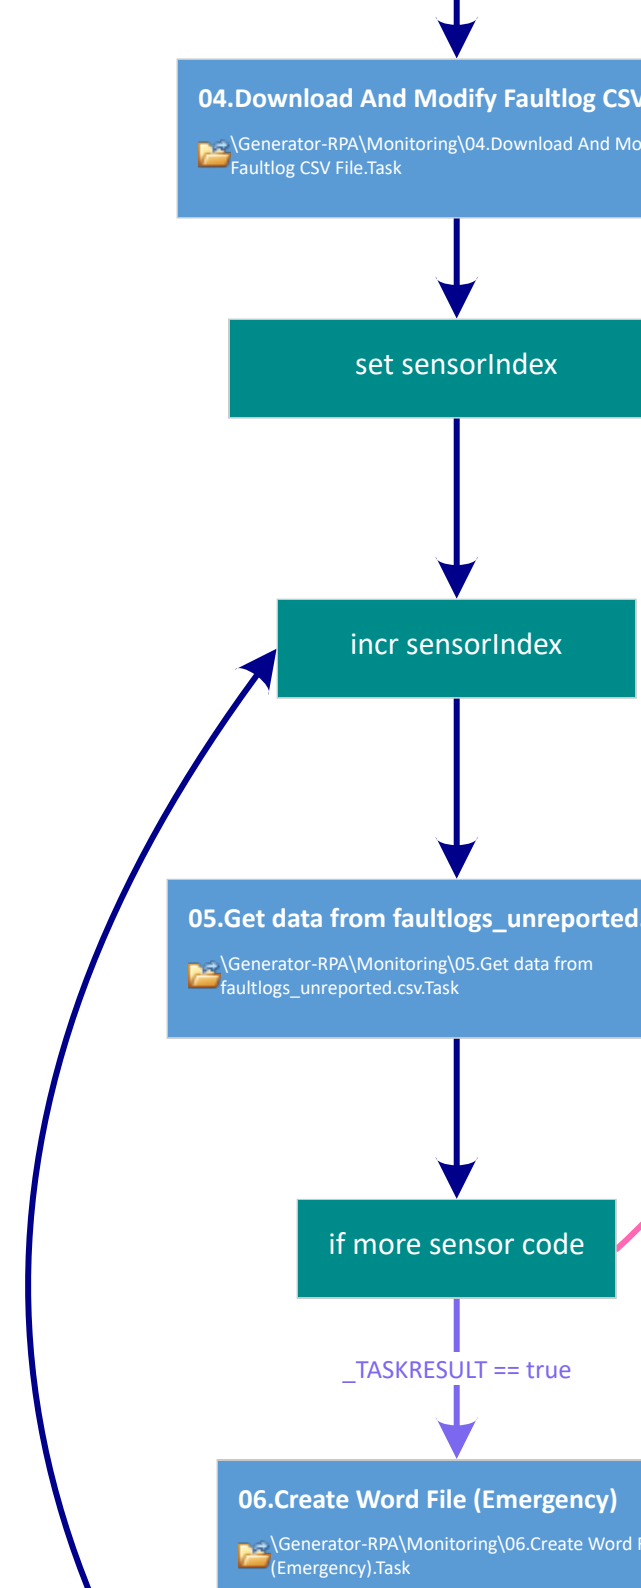 04.Download And Modify Faultlog CSV
\Generator-RPA\Monitoring\04.Download And Mo
Faultlog CSV File.Task
set sensorIndex
incr sensorIndex
05.Get data from faultlogs_unreported.
\Generator-RPA\Monitoring\05.Get data from
faultlogs_unreported.csv.Task
if more sensor code
_TASKRESULT == true
06.Create Word File (Emergency)
\Generator-RPA\Monitoring\06.Create Word F
(Emergency).Task